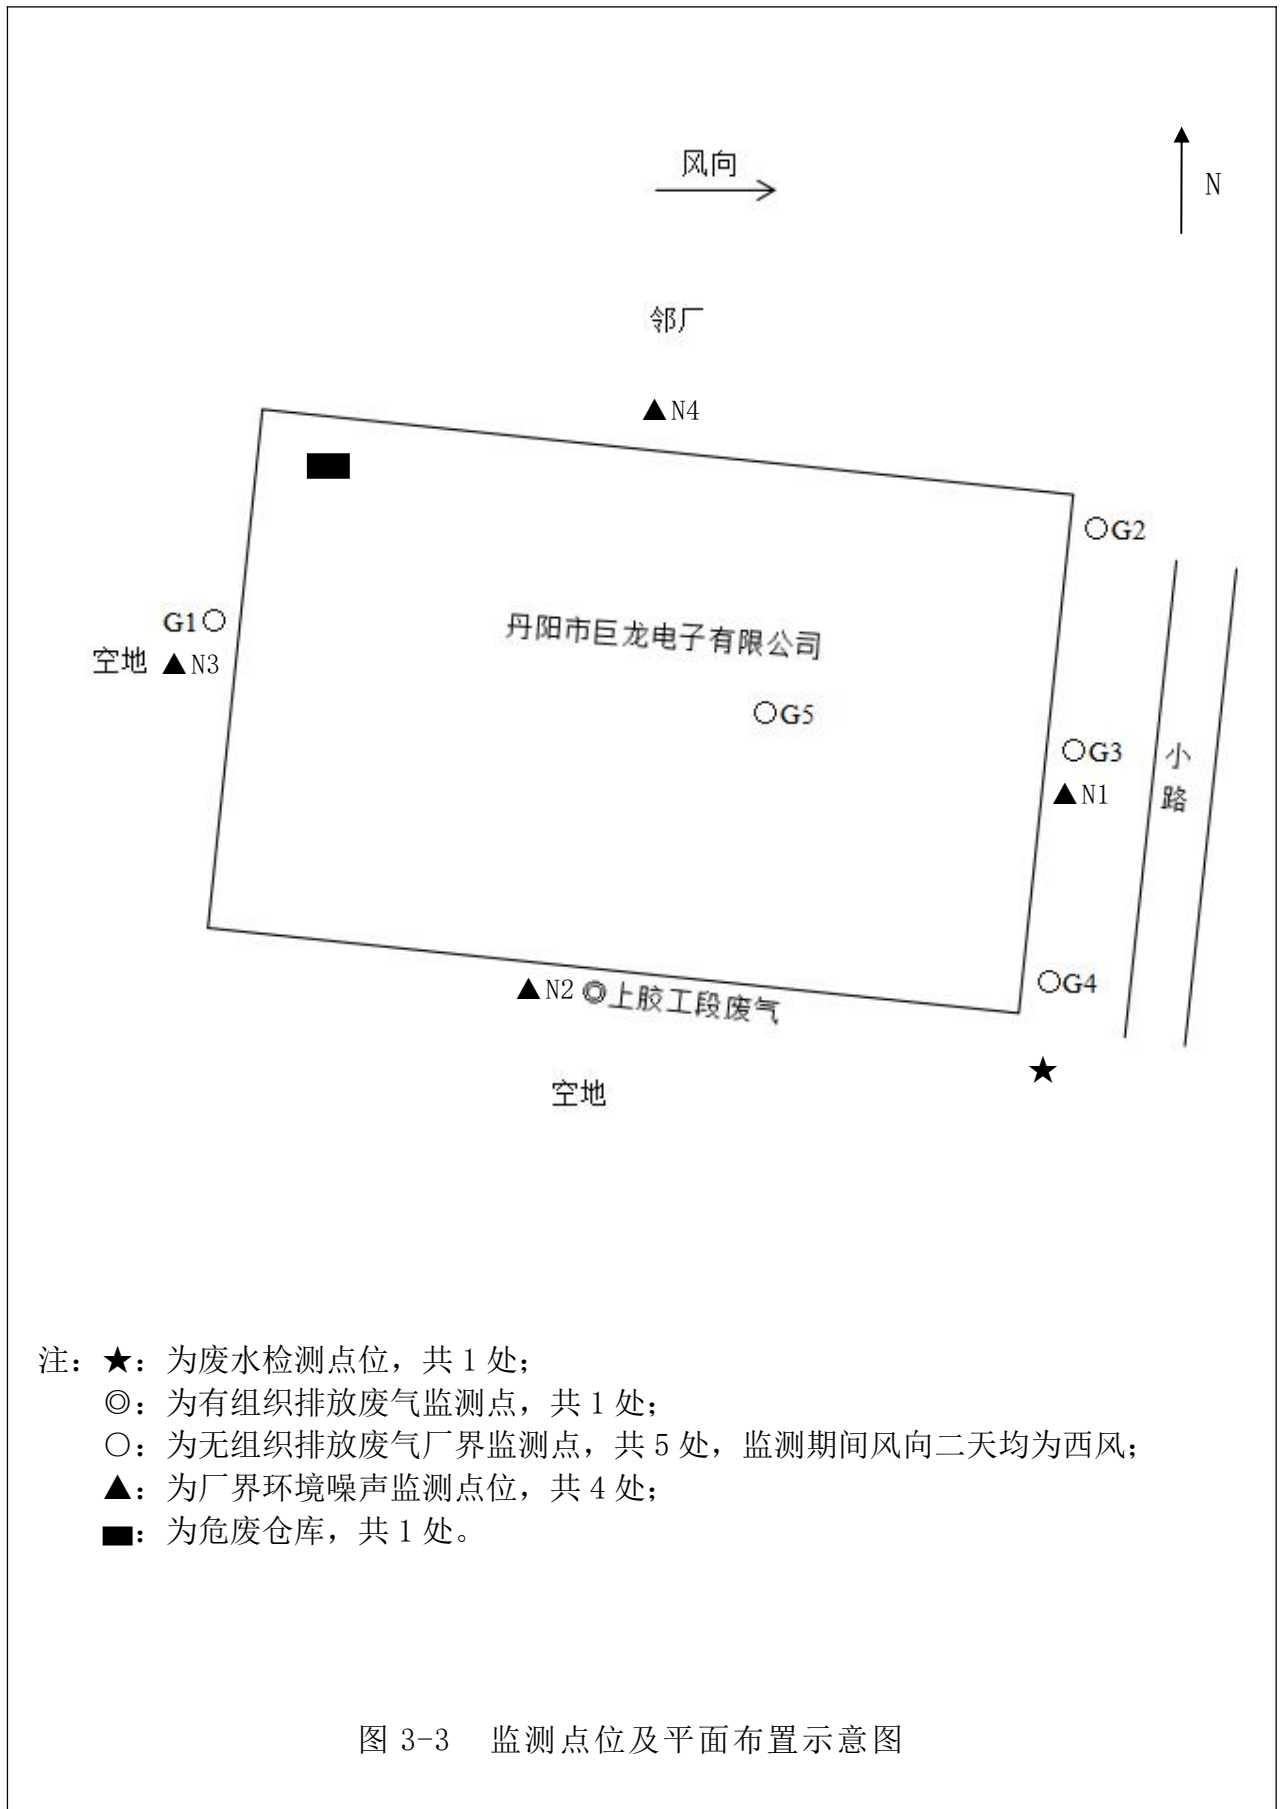 风向
N
邻厂
▲N4
○G2
G1○
丹阳市巨龙电子有限公司
空地 ▲N3
○G5
○G3
小路
▲N1
○G4
▲N2 ◎上胶工段废气
★
空地
注：★：为废水检测点位，共 1 处；
◎：为有组织排放废气监测点，共 1 处；
○：为无组织排放废气厂界监测点，共 5 处，监测期间风向二天均为西风；
▲：为厂界环境噪声监测点位，共 4 处；
■：为危废仓库，共 1 处。
图 3-3 监测点位及平面布置示意图